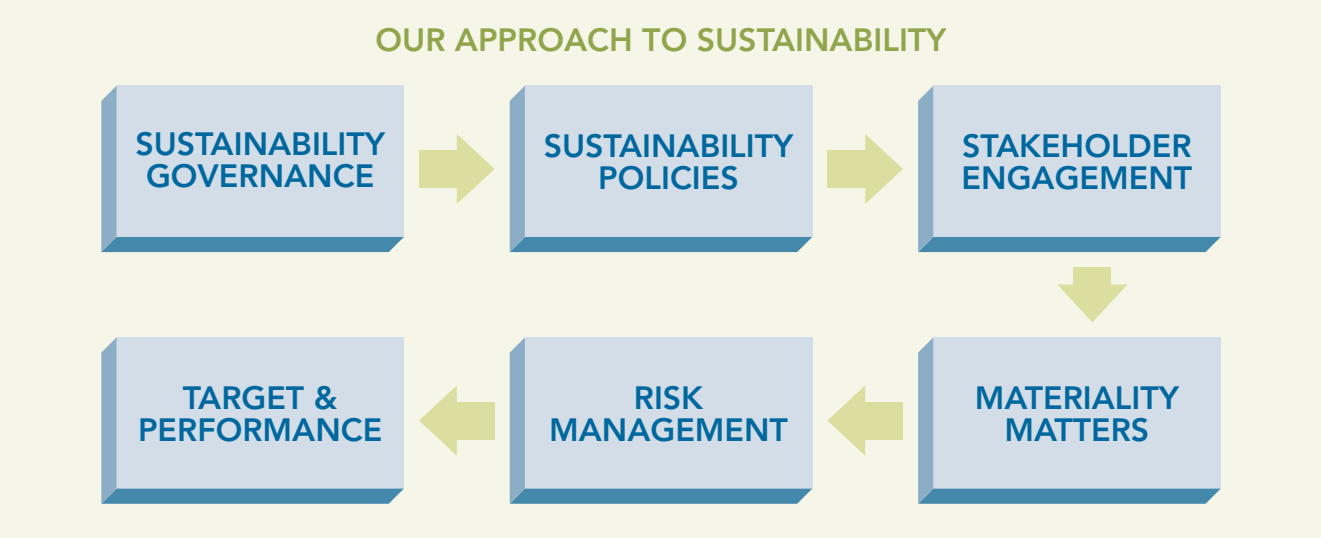 OUR APPROACH TO SUSTAINABILITY
SUSTAINABILITY
GOVERNANCE
SUSTAINABILITY
POLICIES
STAKEHOLDER
ENGAGEMENT
MATERIALITY
MATTERS
RISK
MANAGEMENT
TARGET &
PERFORMANCE